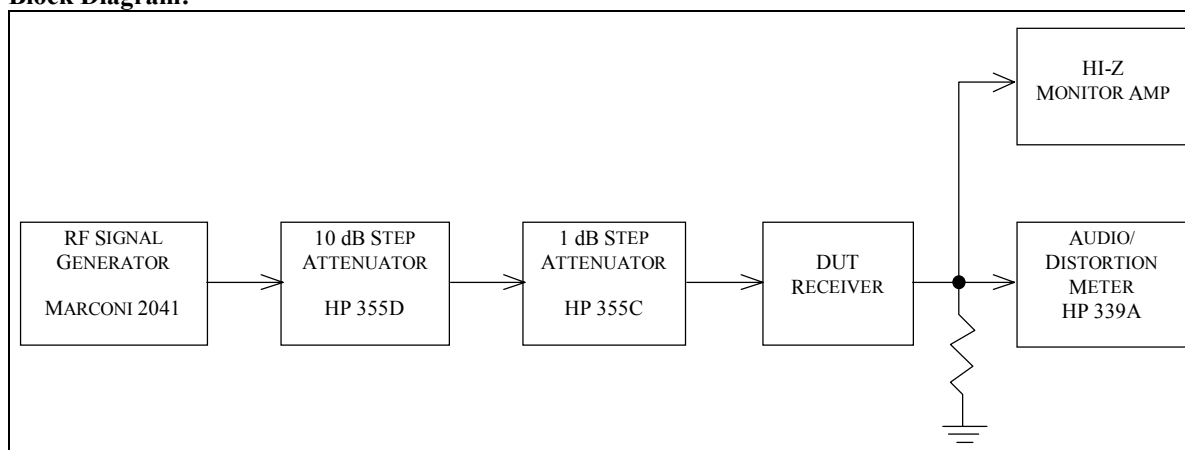 Block Diagram:
HI-Z
MONITOR AMP
RF SIGNAL
GENERATOR
MARCONI 2041
10 dB STEP
ATTENUATOR
HP 355D
1 dB STEP
ATTENUATOR
HP 355C
DUT
RECEIVER
AUDIO/
DISTORTION
METER
HP 339A